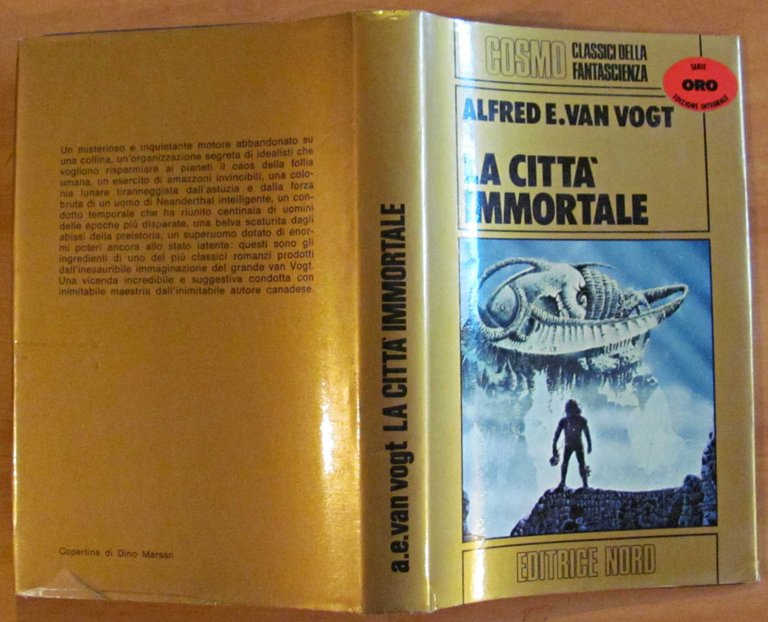 Un misterioso e inquietante motore abbandonato su
una collina, un'organizzazione segreta di idealisti che
vogliono risparmiare ai pianeti il caos della follia
umana, un esercito di amazzoni invincibili, una colo-
nia lunare tiranneggiata dall'astuzia e dalla forza
bruta di un uomo di Neanderthal intelligente, un con-
dotto temporale che ha riunito centinaia di uomini
delle epoche più disparate, una belva scaturita dagli
abissi della preistoria, un superuomo dotato di enor-
mi poteri ancora allo stato latente: questi sono gli
ingredienti di uno dei più classici romanzi prodotti
dall'inesauribile immaginazione del grande van Vogt.
Una vicenda incredibile e suggestiva condotta con
inimitabile maestria dall'inimitabile autore canadese.
Copertina di Dino Marsan
a.e.van vogt LA CITTA' IMMORTALE
COSMO CLASSICI DELLA
FANTASCIENZA
SERIE
ORO
EDIZIONE INTEGRALE
ALFRED E. VAN VOGT
LA CITTA'
IMMORTALE
EDITRICE NORD